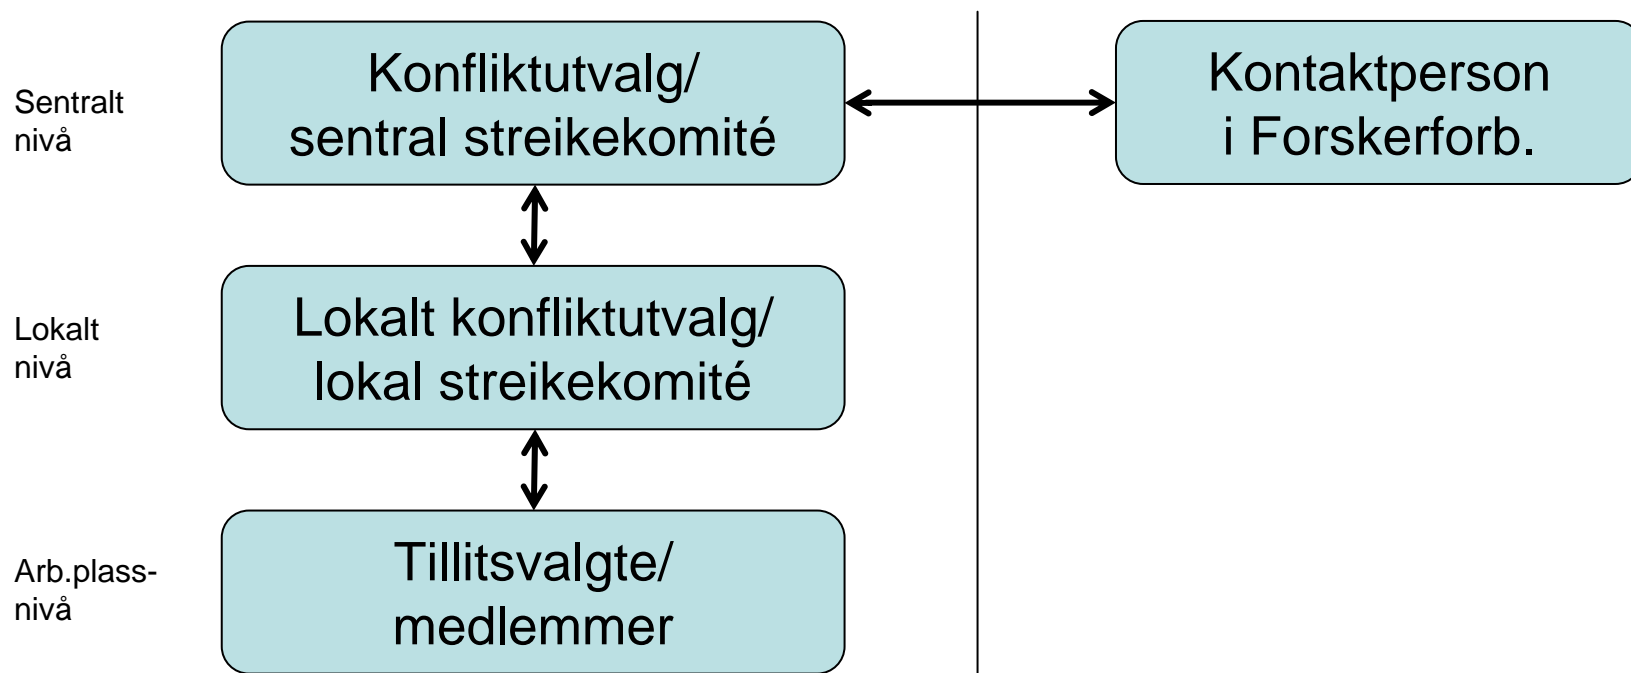 Sentralt
nivå
Konfliktutvalg/
sentral streikekomité
Kontaktperson
i Forskerforb.
Lokalt
nivå
Lokalt konfliktutvalg/
lokal streikekomité
Arb.plass-
nivå
Tillitsvalgte/
medlemmer